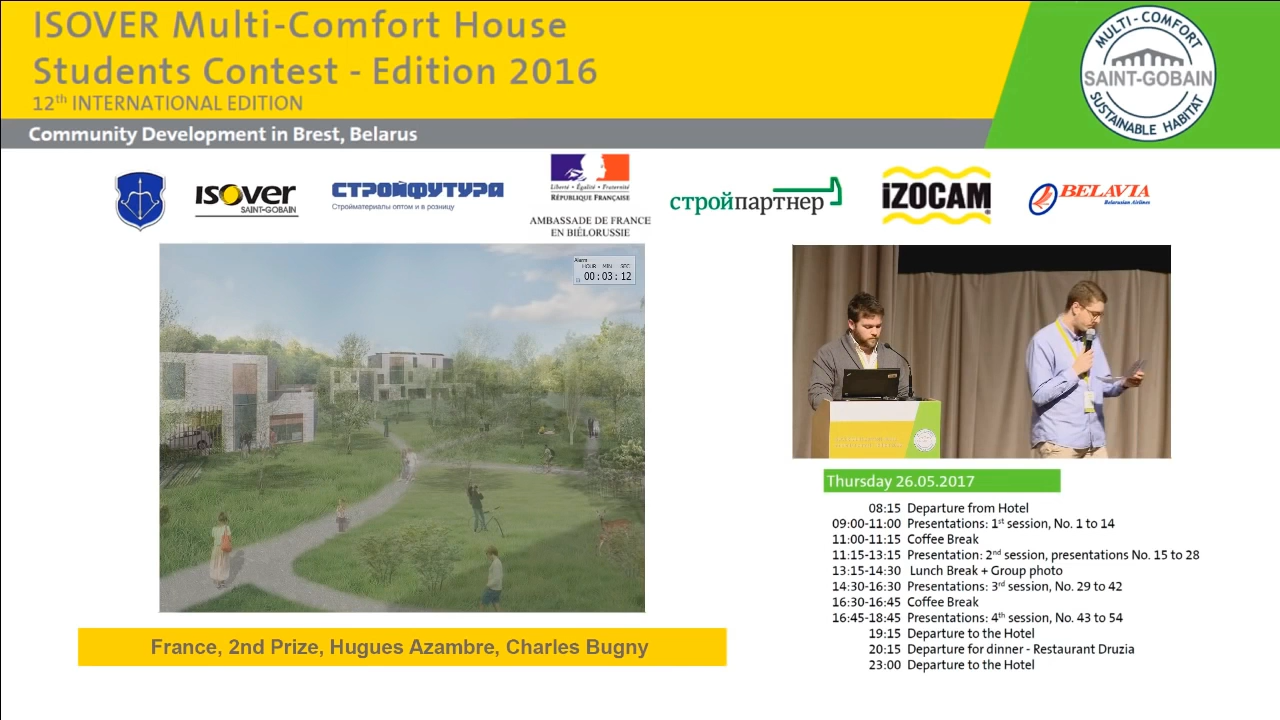 ISOVER Multi-Comfort House
Students Contest - Edition 2016
12th INTERNATIONAL EDITION
Community Development in Brest, Belarus
MULTI-COMFORT
SAINT-GOBAIN
SUSTAINABLE HABITAT
isover
SAINT-GOBAIN
СТРОЙФУТУРА
Стройматериалы оптом и в розницу
Liberté • Égalité • Fraternité
RÉPUBLIQUE FRANÇAISE
AMBASSADE DE FRANCE
EN BIÉLORUSSIE
стройпартнер
iZOCAM
BELAVIA
Belarusian Airlines
Alarm
HOUR MIN SEC
00:03:12
France, 2nd Prize, Hugues Azambre, Charles Bugny
Thursday 26.05.2017
08:15 Departure from Hotel
09:00-11:00 Presentations: 1st session, No. 1 to 14
11:00-11:15 Coffee Break
11:15-13:15 Presentation: 2nd session, presentations No. 15 to 28
13:15-14:30 Lunch Break + Group photo
14:30-16:30 Presentations: 3rd session, No. 29 to 42
16:30-16:45 Coffee Break
16:45-18:45 Presentations: 4th session, No. 43 to 54
19:15 Departure to the Hotel
20:15 Departure for dinner - Restaurant Druzia
23:00 Departure to the Hotel